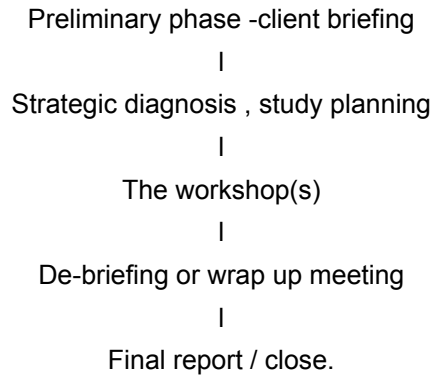 Preliminary phase -client briefing
I
Strategic diagnosis , study planning
I
The workshop(s)
I
De-briefing or wrap up meeting
I
Final report / close.